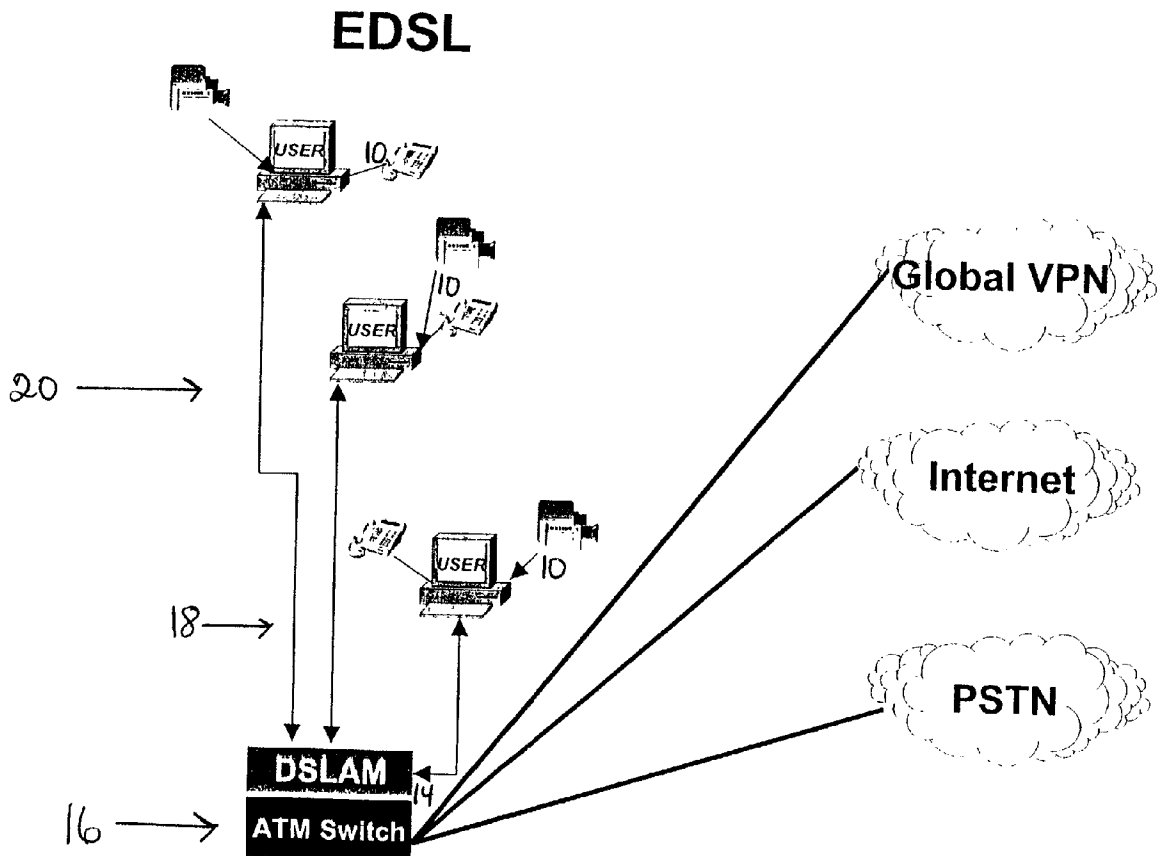 EDSL
USER
10
10
USER
20
Global VPN
Internet
USER
10
18
PSTN
DSLAM
14
16
ATM Switch